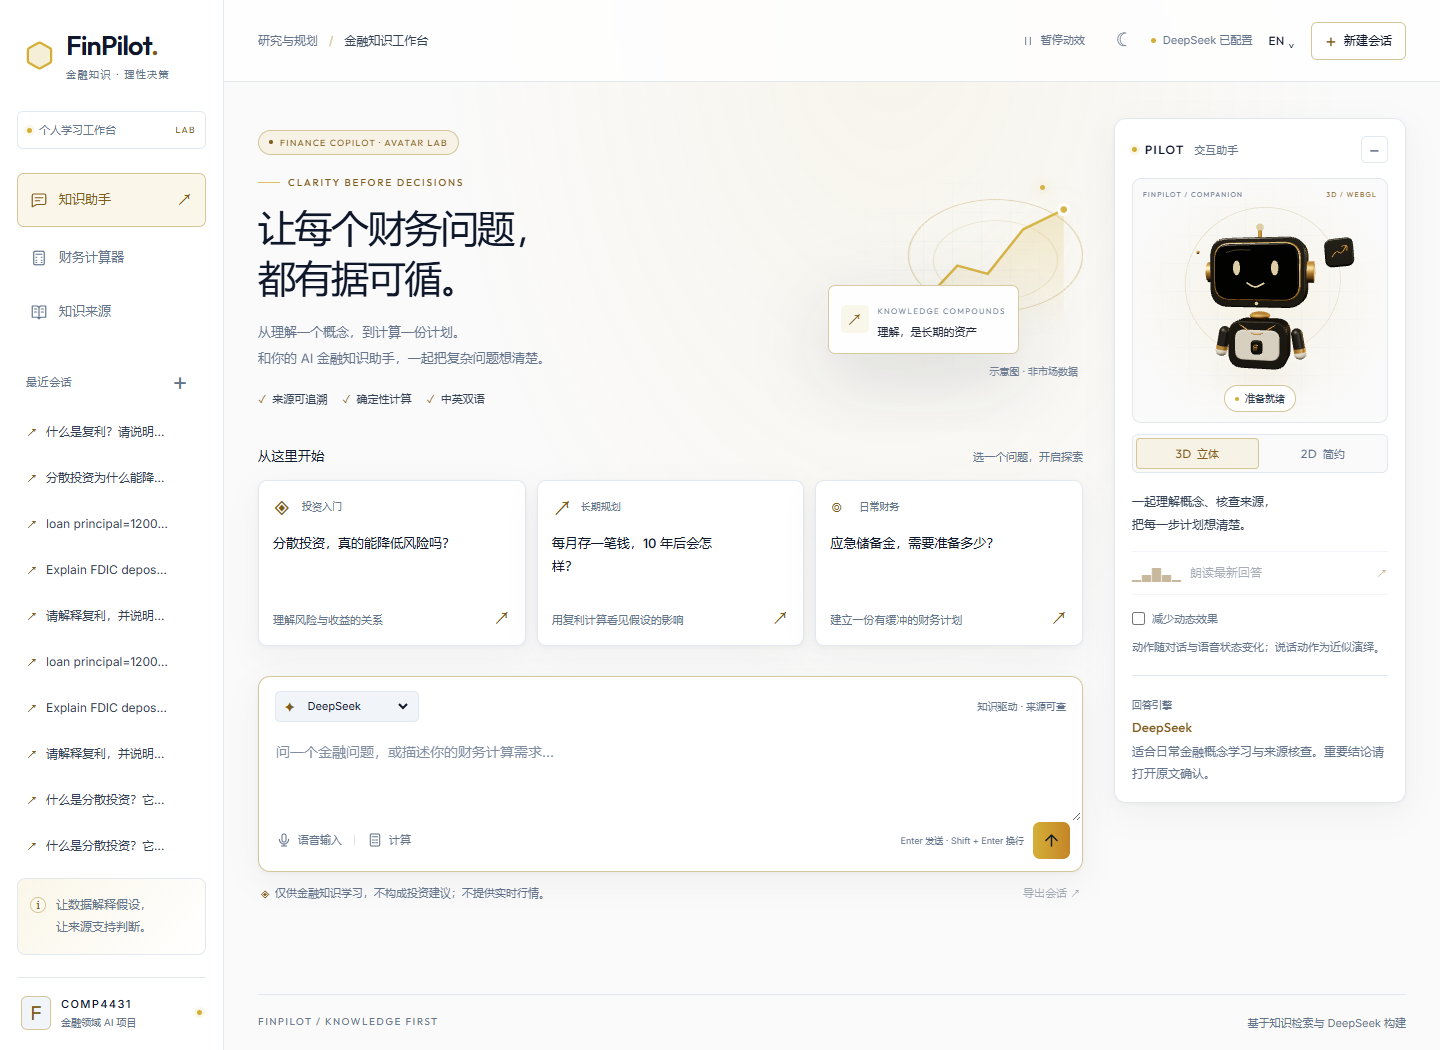 FinPilot.
金融知识 · 理性决策
个人学习工作台
LAB
知识助手
财务计算器
知识来源
最近会话
什么是复利？请说明...
分散投资为什么能降...
loan principal=1200...
Explain FDIC depos...
请解释复利，并说明...
loan principal=1200...
Explain FDIC depos...
请解释复利，并说明...
什么是分散投资？它...
什么是分散投资？它...
让数据解释假设，
让来源支持判断。
F
COMP4431
金融领域 AI 项目
研究与规划 / 金融知识工作台
暂停动效
DeepSeek 已配置
EN
新建会话
FINANCE COPILOT · AVATAR LAB
CLARITY BEFORE DECISIONS
让每个财务问题，
都有据可循。
从理解一个概念，到计算一份计划。
和你的 AI 金融知识助手，一起把复杂问题想清楚。
✓ 来源可追溯 ✓ 确定性计算 ✓ 中英双语
KNOWLEDGE COMPOUNDS
理解，是长期的资产
示意图 · 非市场数据
从这里开始
选一个问题，开启探索
投资入门
分散投资，真的能降低风险吗？
理解风险与收益的关系
长期规划
每月存一笔钱，10 年后会怎
样？
用复利计算看见假设的影响
日常财务
应急储备金，需要准备多少？
建立一份有缓冲的财务计划
DeepSeek
知识驱动 · 来源可查
问一个金融问题，或描述你的财务计算需求...
语音输入
计算
Enter 发送 · Shift + Enter 换行
仅供金融知识学习，不构成投资建议；不提供实时行情。
导出会话 ↗
PILOT 交互助手
FINPILOT / COMPANION
3D / WEBGL
准备就绪
3D 立体
2D 简约
一起理解概念、核查来源，
把每一步计划想清楚。
朗读最新回答
减少动态效果
动作随对话与语音状态变化；说话动作为近似演绎。
回答引擎
DeepSeek
适合日常金融概念学习与来源核查。重要结论请
打开原文确认。
FINPILOT / KNOWLEDGE FIRST
基于知识检索与 DeepSeek 构建